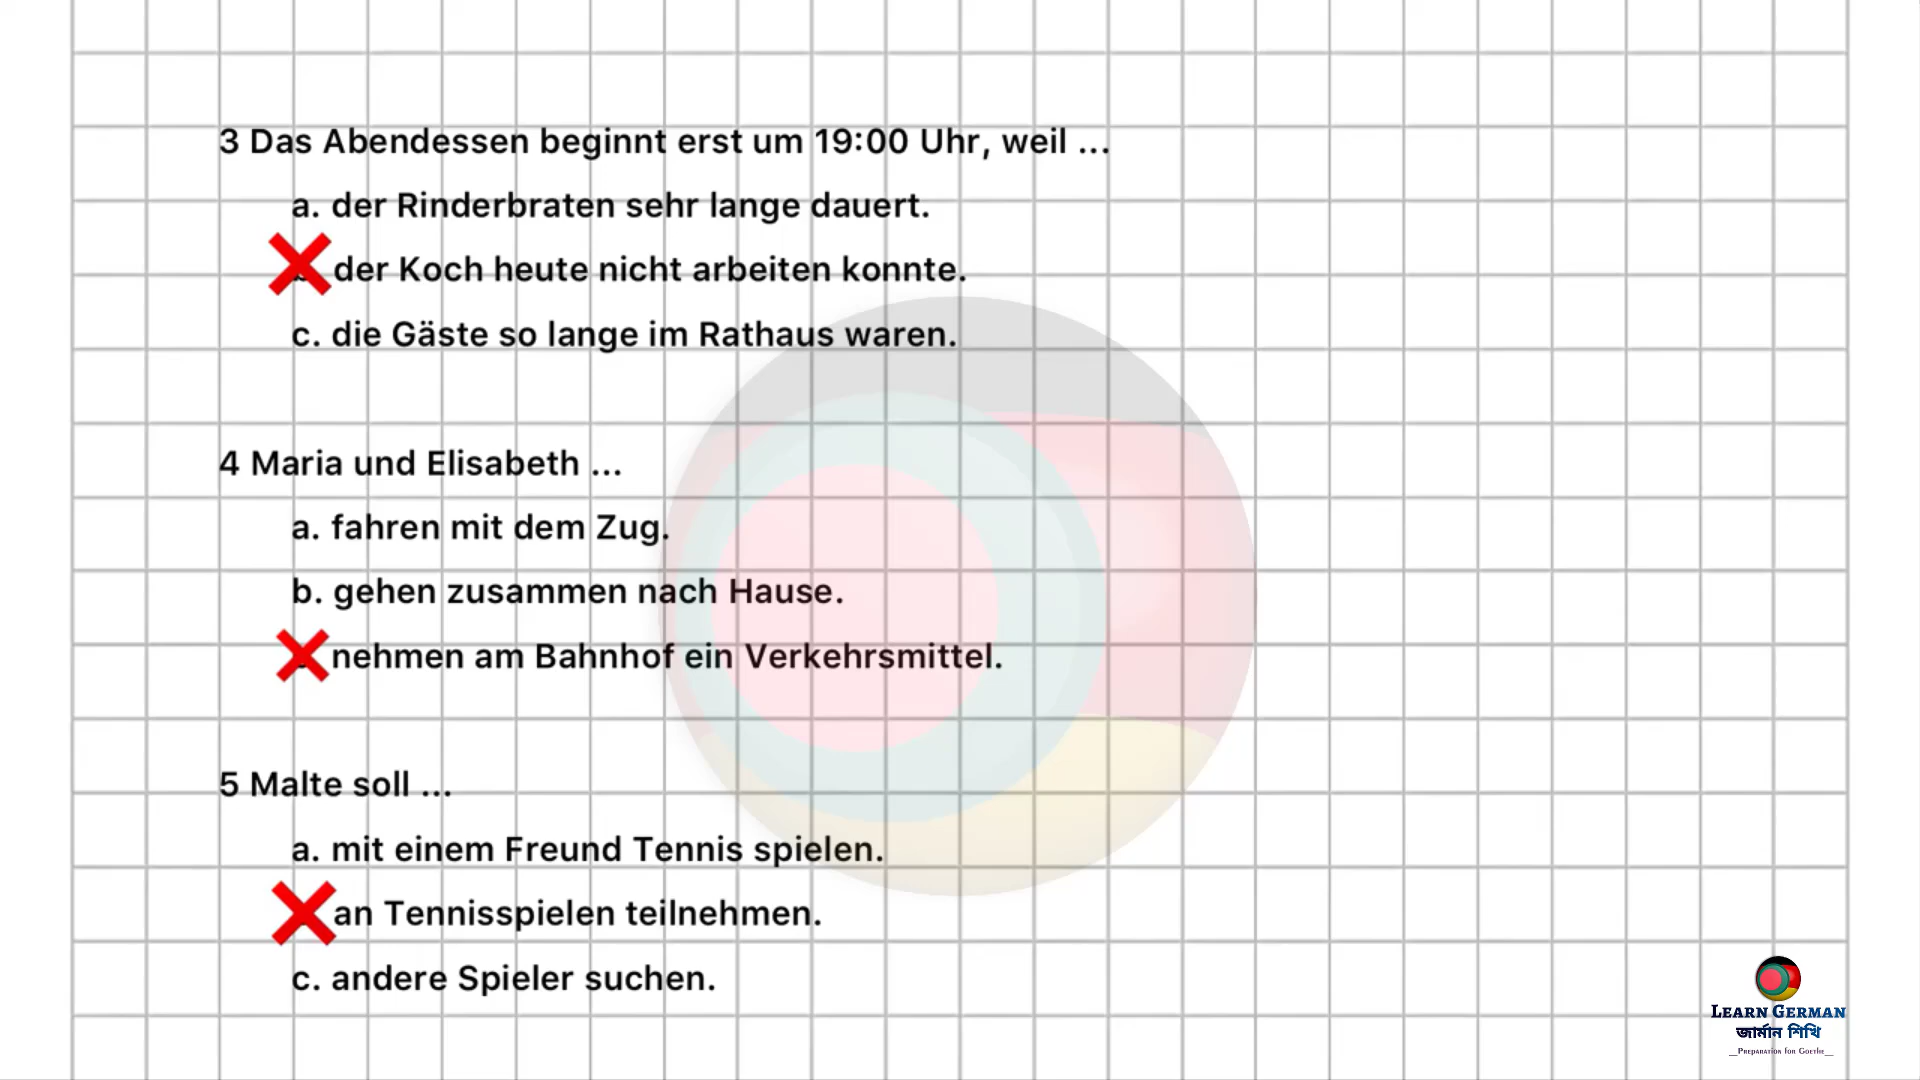 3 Das Abendessen beginnt erst um 19:00 Uhr, weil ...
a. der Rinderbraten sehr lange dauert.
der Koch heute nicht arbeiten konnte.
c. die Gäste so lange im Rathaus waren.
4 Maria und Elisabeth ...
a. fahren mit dem Zug.
b. gehen zusammen nach Hause.
nehmen am Bahnhof ein Verkehrsmittel.
5 Malte soll ...
a. mit einem Freund Tennis spielen.
an Tennisspielen teilnehmen.
c. andere Spieler suchen.
LEARN GERMAN
জার্মান শিখি
__Preparation for Goethe__